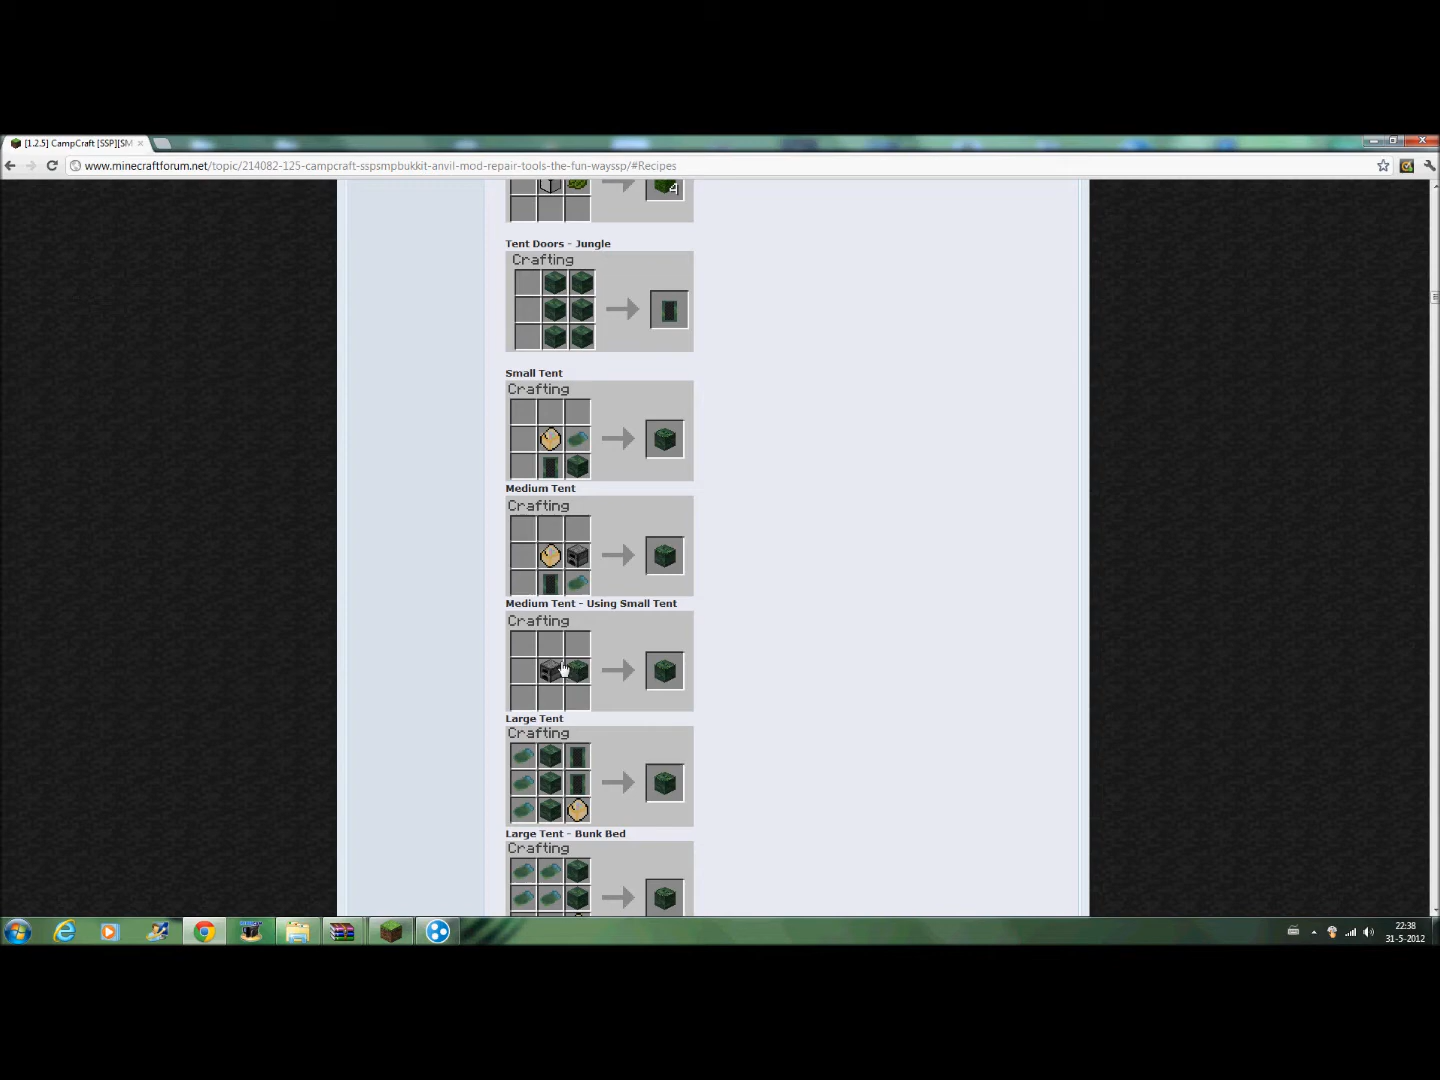 [1.2.5] CampCraft [SSP][SM
www.minecraftforum.net/topic/214082-125-campcraft-sspsmpbukkit-anvil-mod-repair-tools-the-fun-wayssp/#Recipes
4
Tent Doors - Jungle
Crafting
Small Tent
Crafting
Medium Tent
Crafting
Medium Tent - Using Small Tent
Crafting
Large Tent
Crafting
Large Tent - Bunk Bed
Crafting
22:38
31-5-2012